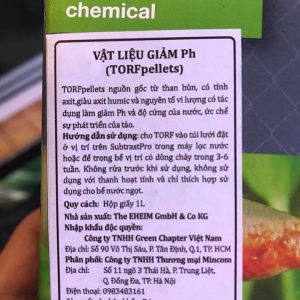 chemical
VẬT LIỆU GIẢM Ph
(TORFpellets)
TORFpellets nguồn gốc từ than bùn, có tính
axit,giàu axit humic và nguyên tố vi lượng có tác
dụng làm giảm Ph và độ cứng của nước, ức chế
sự phát triển của tảo.
Hướng dẫn sử dụng: cho TORF vào túi lưới đặt
ở vị trí trên SubtrastPro trong máy lọc nước
hoặc để trong bể vị trí có dòng chảy trong 3-6
tuần. Không rửa trước khi sử dụng, không sử
dụng với thanh hoạt tính và chỉ thích hợp sử
dụng cho bể nước ngọt.
Quy cách: Hộp giấy 1L
Nhà sản xuất: The EHEIM GmbH & Co KG
Nhập khẩu độc quyền:
Công ty TNHH Green Chapter Việt Nam
Địa chỉ: Số 90 Võ Thị Sáu, P. Tân Định, Q.1, TP. HCM
Phân phối: Công ty TNHH Thương mại Mincom
Địa chỉ: Số 11 ngõ 3 Thái Hà, P. Trung Liệt,
Q. Đống Đa, TP. Hà Nội
Điện thoại: 0983483161